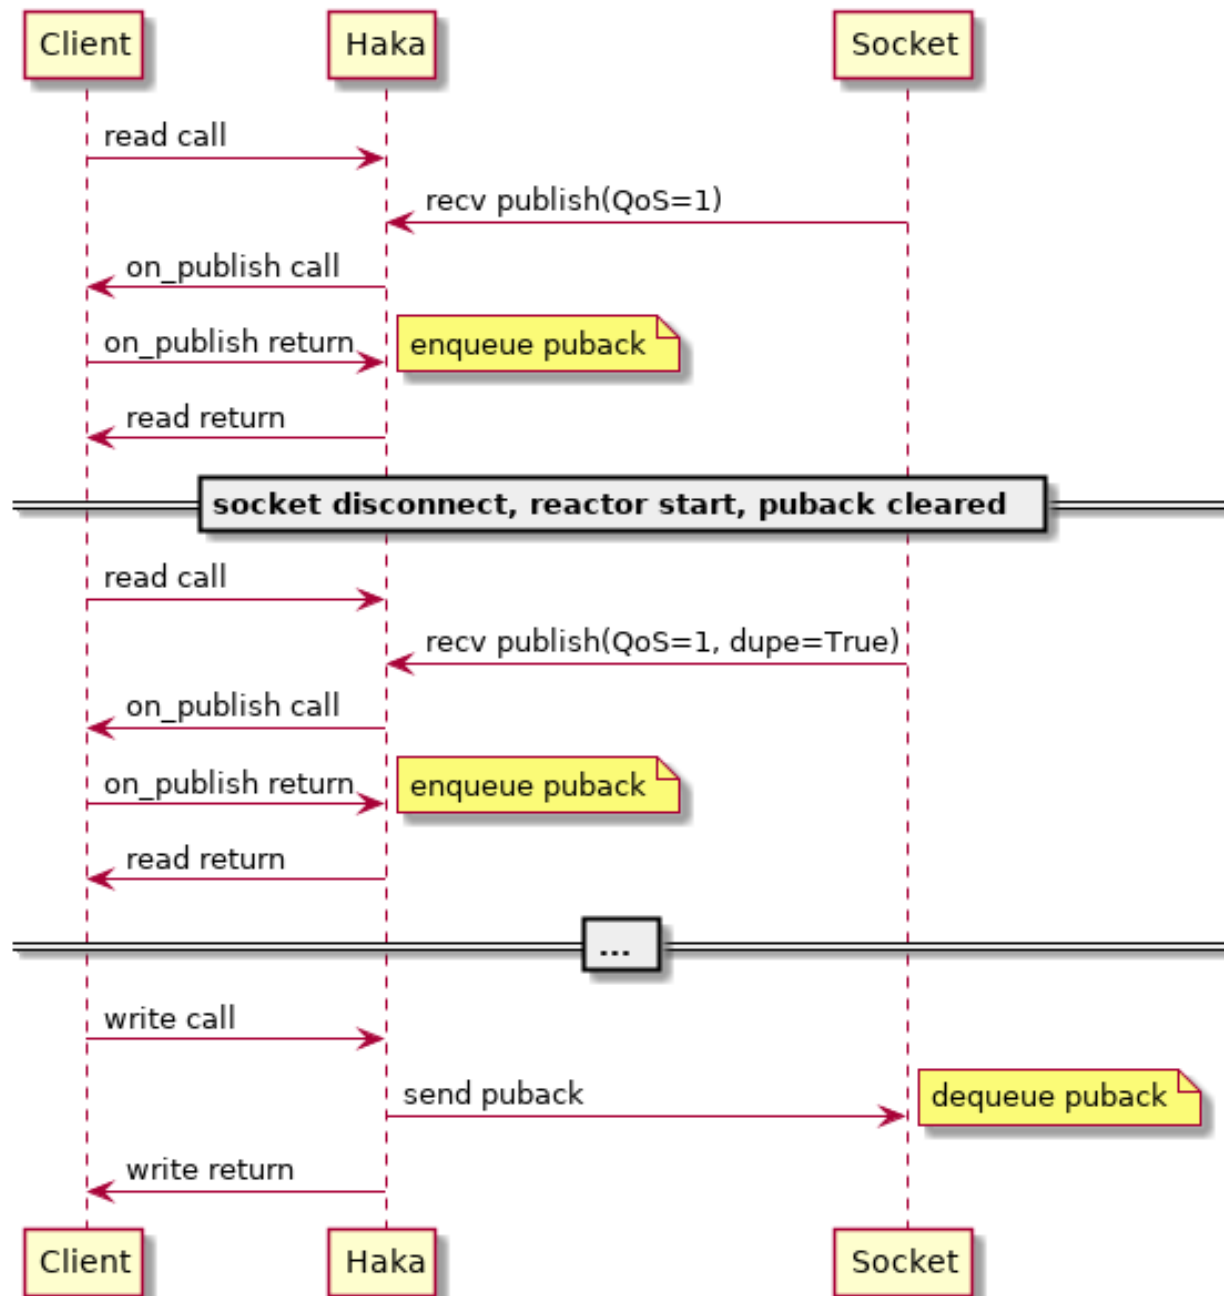 Client
Haka
Socket
read call
recv publish(QoS=1)
on_publish call
on_publish return
enqueue puback
read return
socket disconnect, reactor start, puback cleared
read call
recv publish(QoS=1, dupe=True)
on_publish call
on_publish return
enqueue puback
read return
...
write call
send puback
dequeue puback
write return
Client
Haka
Socket